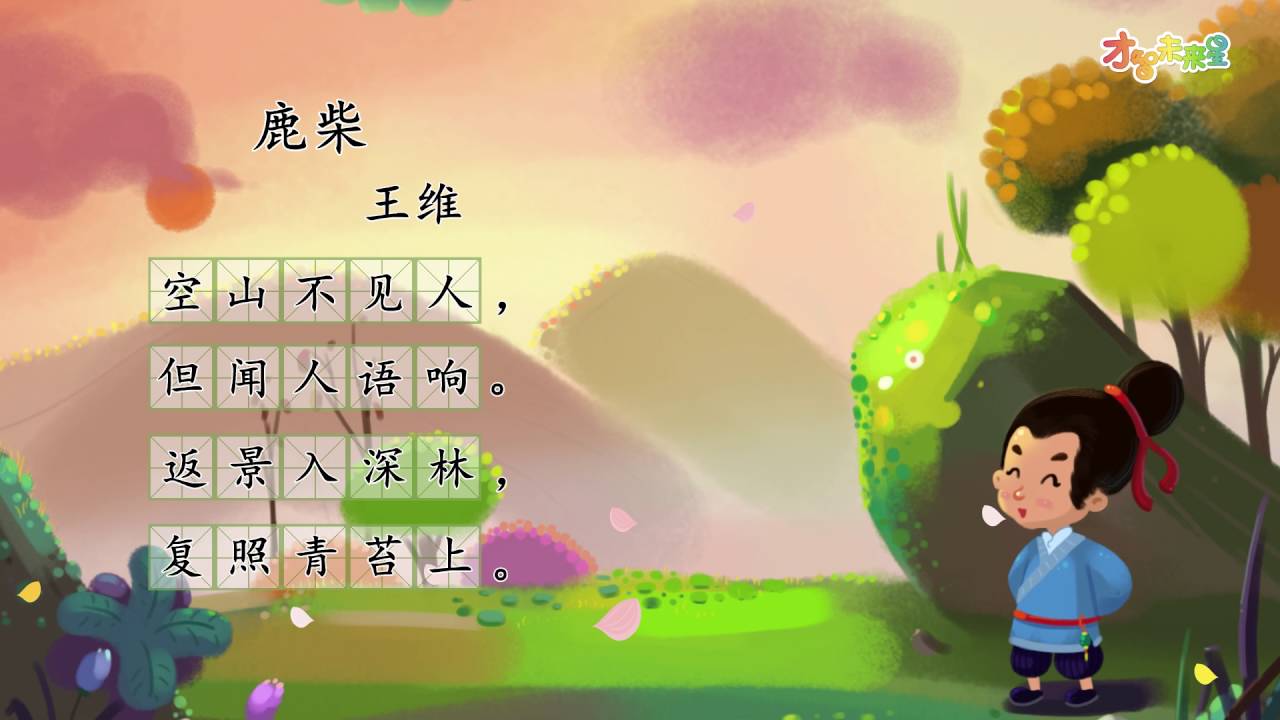 才智未来星
鹿柴
王维
空山不见人，
但闻人语响。
返景入深林，
复照青苔上。